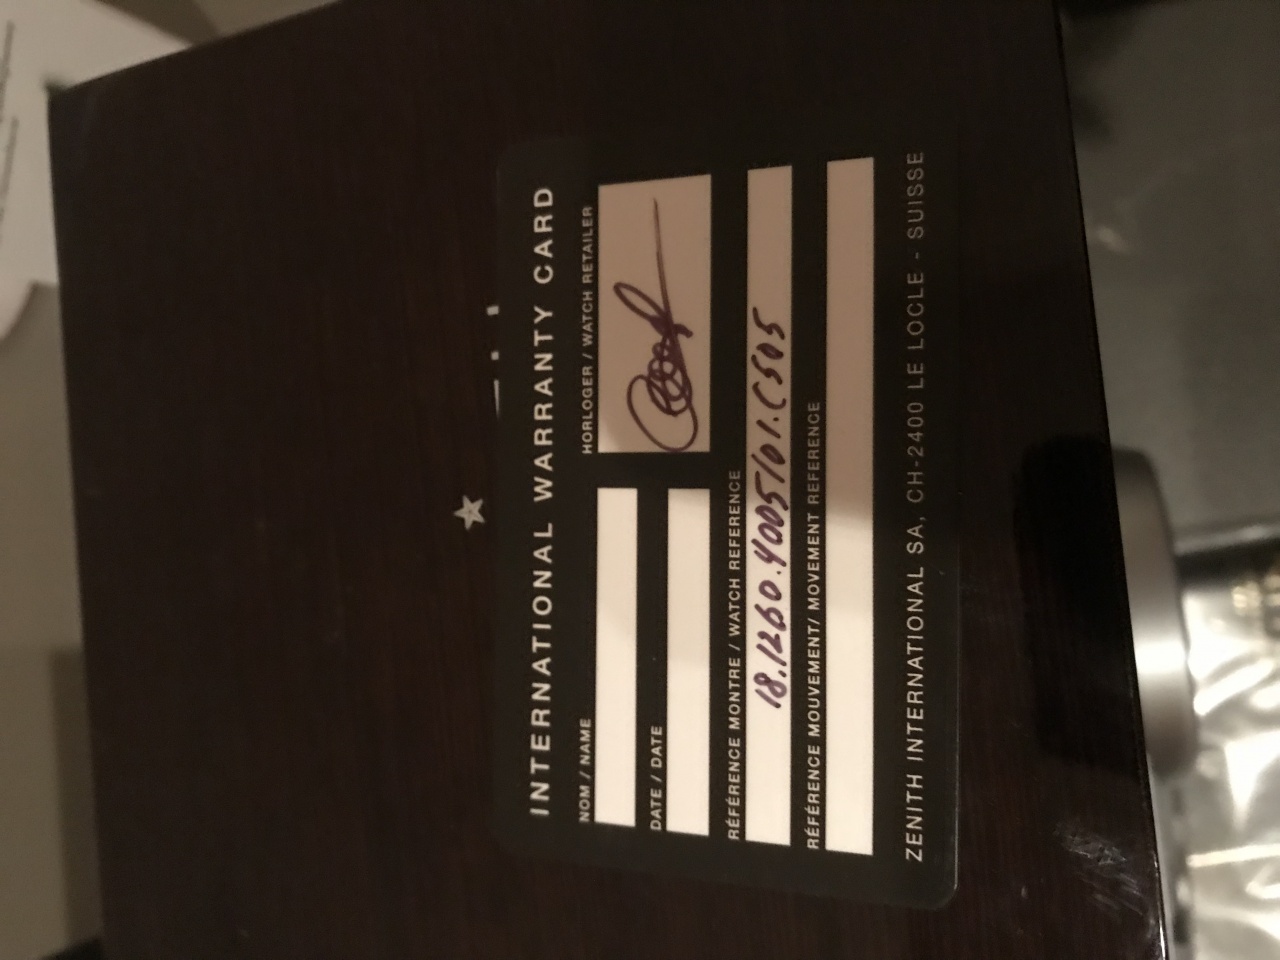 INTERNATIONAL WARRANTY CARD
NOM / NAME
HORLOGER / WATCH RETAILER
DATE / DATE
RÉFÉRENCE MONTRE / WATCH REFERENCE
18.1260.4005/01.C505
RÉFÉRENCE MOUVEMENT/ MOVEMENT REFERENCE
ZENITH INTERNATIONAL SA, CH-2400 LE LOCLE - SUISSE